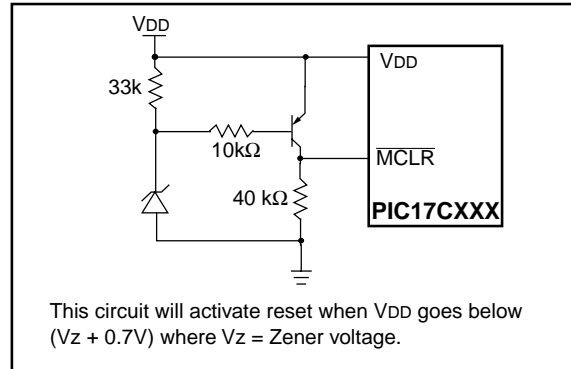 VDD
VDD
33k
10kΩ
MCLR
40 kΩ
PIC17CXXX
This circuit will activate reset when VDD goes below
(Vz + 0.7V) where Vz = Zener voltage.